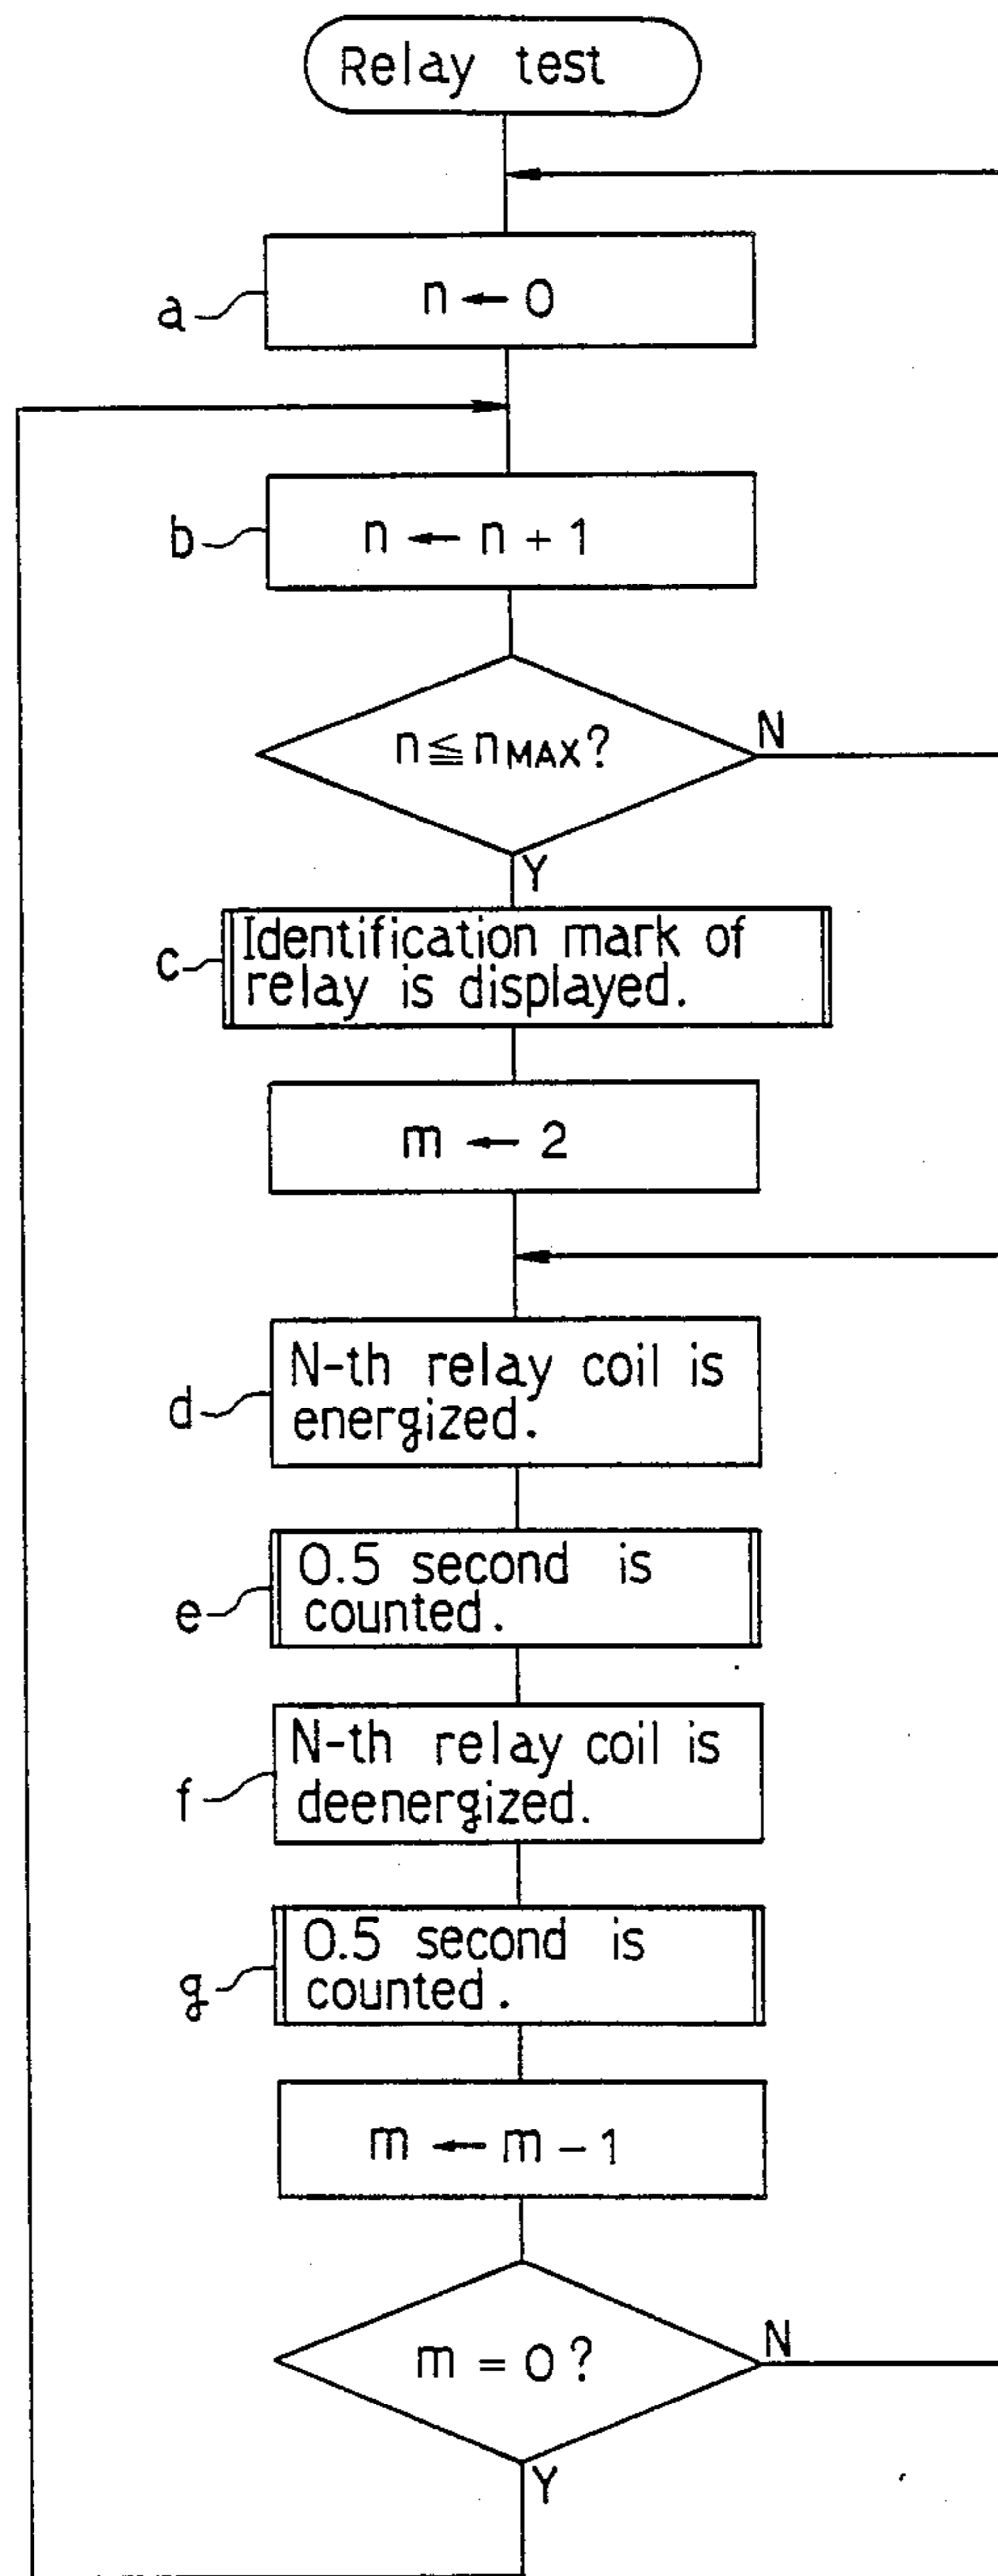 Relay test
a
n ← 0
b
n ← n + 1
n ≦ nMAX?
N
Y
c
Identification mark of
relay is displayed.
m ← 2
d
N-th relay coil is
energized.
e
0.5 second is
counted.
f
N-th relay coil is
deenergized.
g
0.5 second is
counted.
m ← m - 1
m = 0?
N
Y